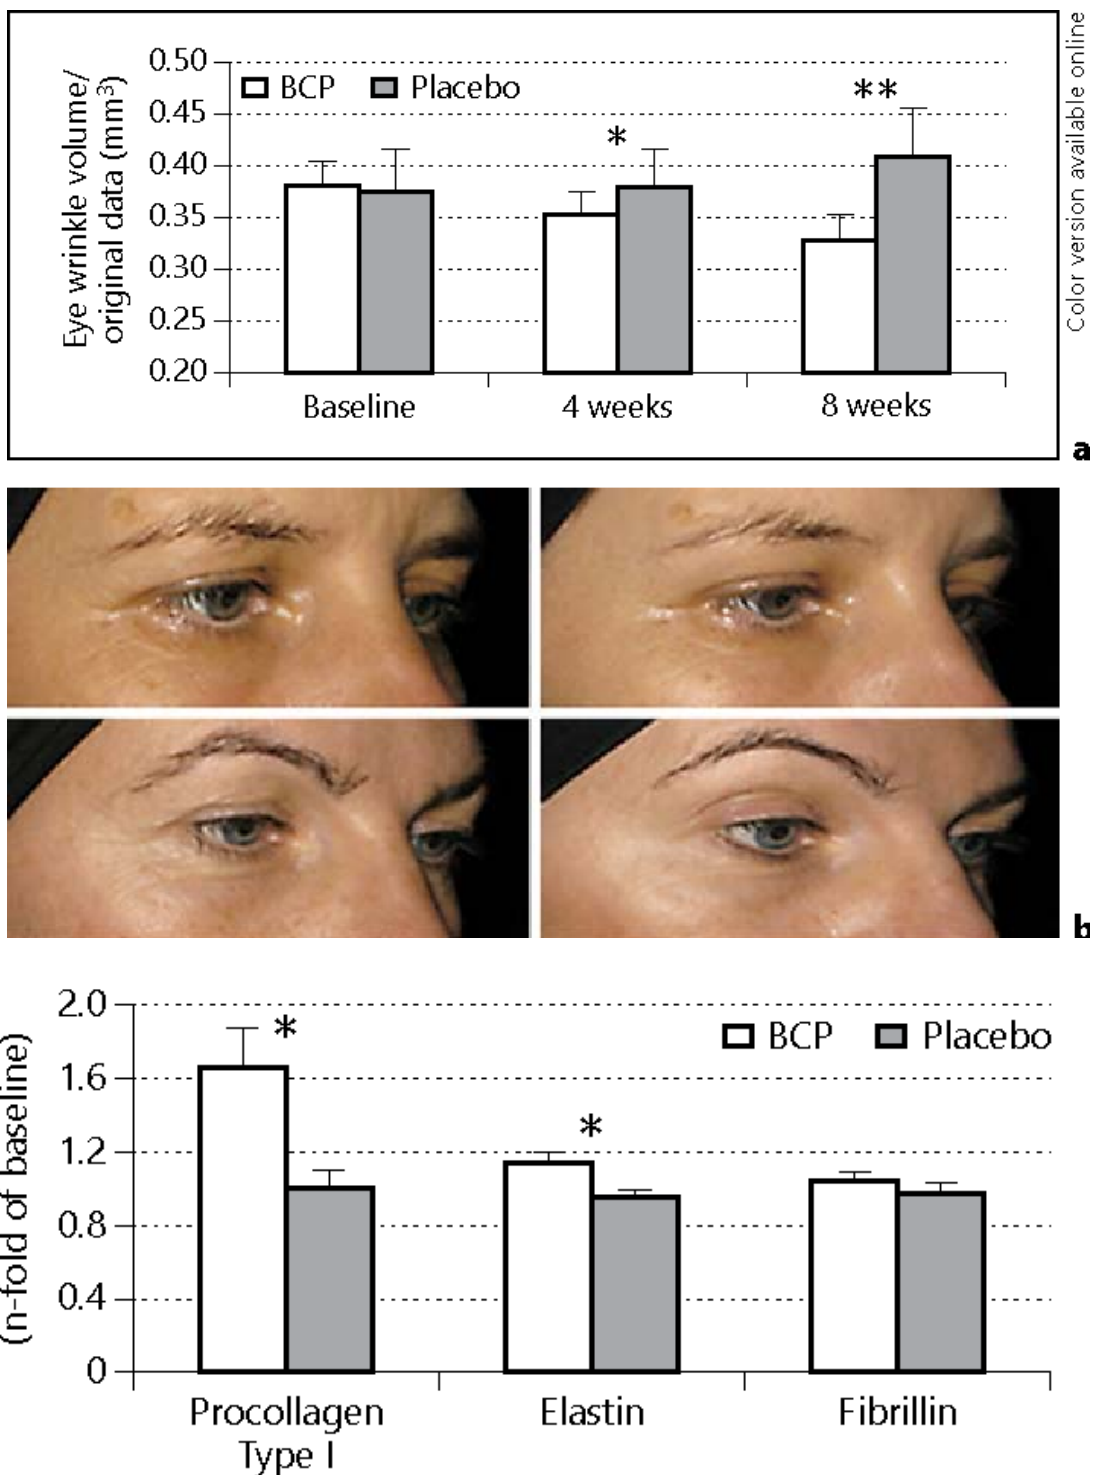 Color version available online
Eye wrinkle volume/
original data (mm³)
0.50
0.45
0.40
0.35
0.30
0.25
0.20
BCP Placebo
*
**
Baseline 4 weeks 8 weeks
a
b
(n-fold of baseline)
2.0
1.6
1.2
0.8
0.4
0
BCP Placebo
*
*
Procollagen Elastin Fibrillin
Type I